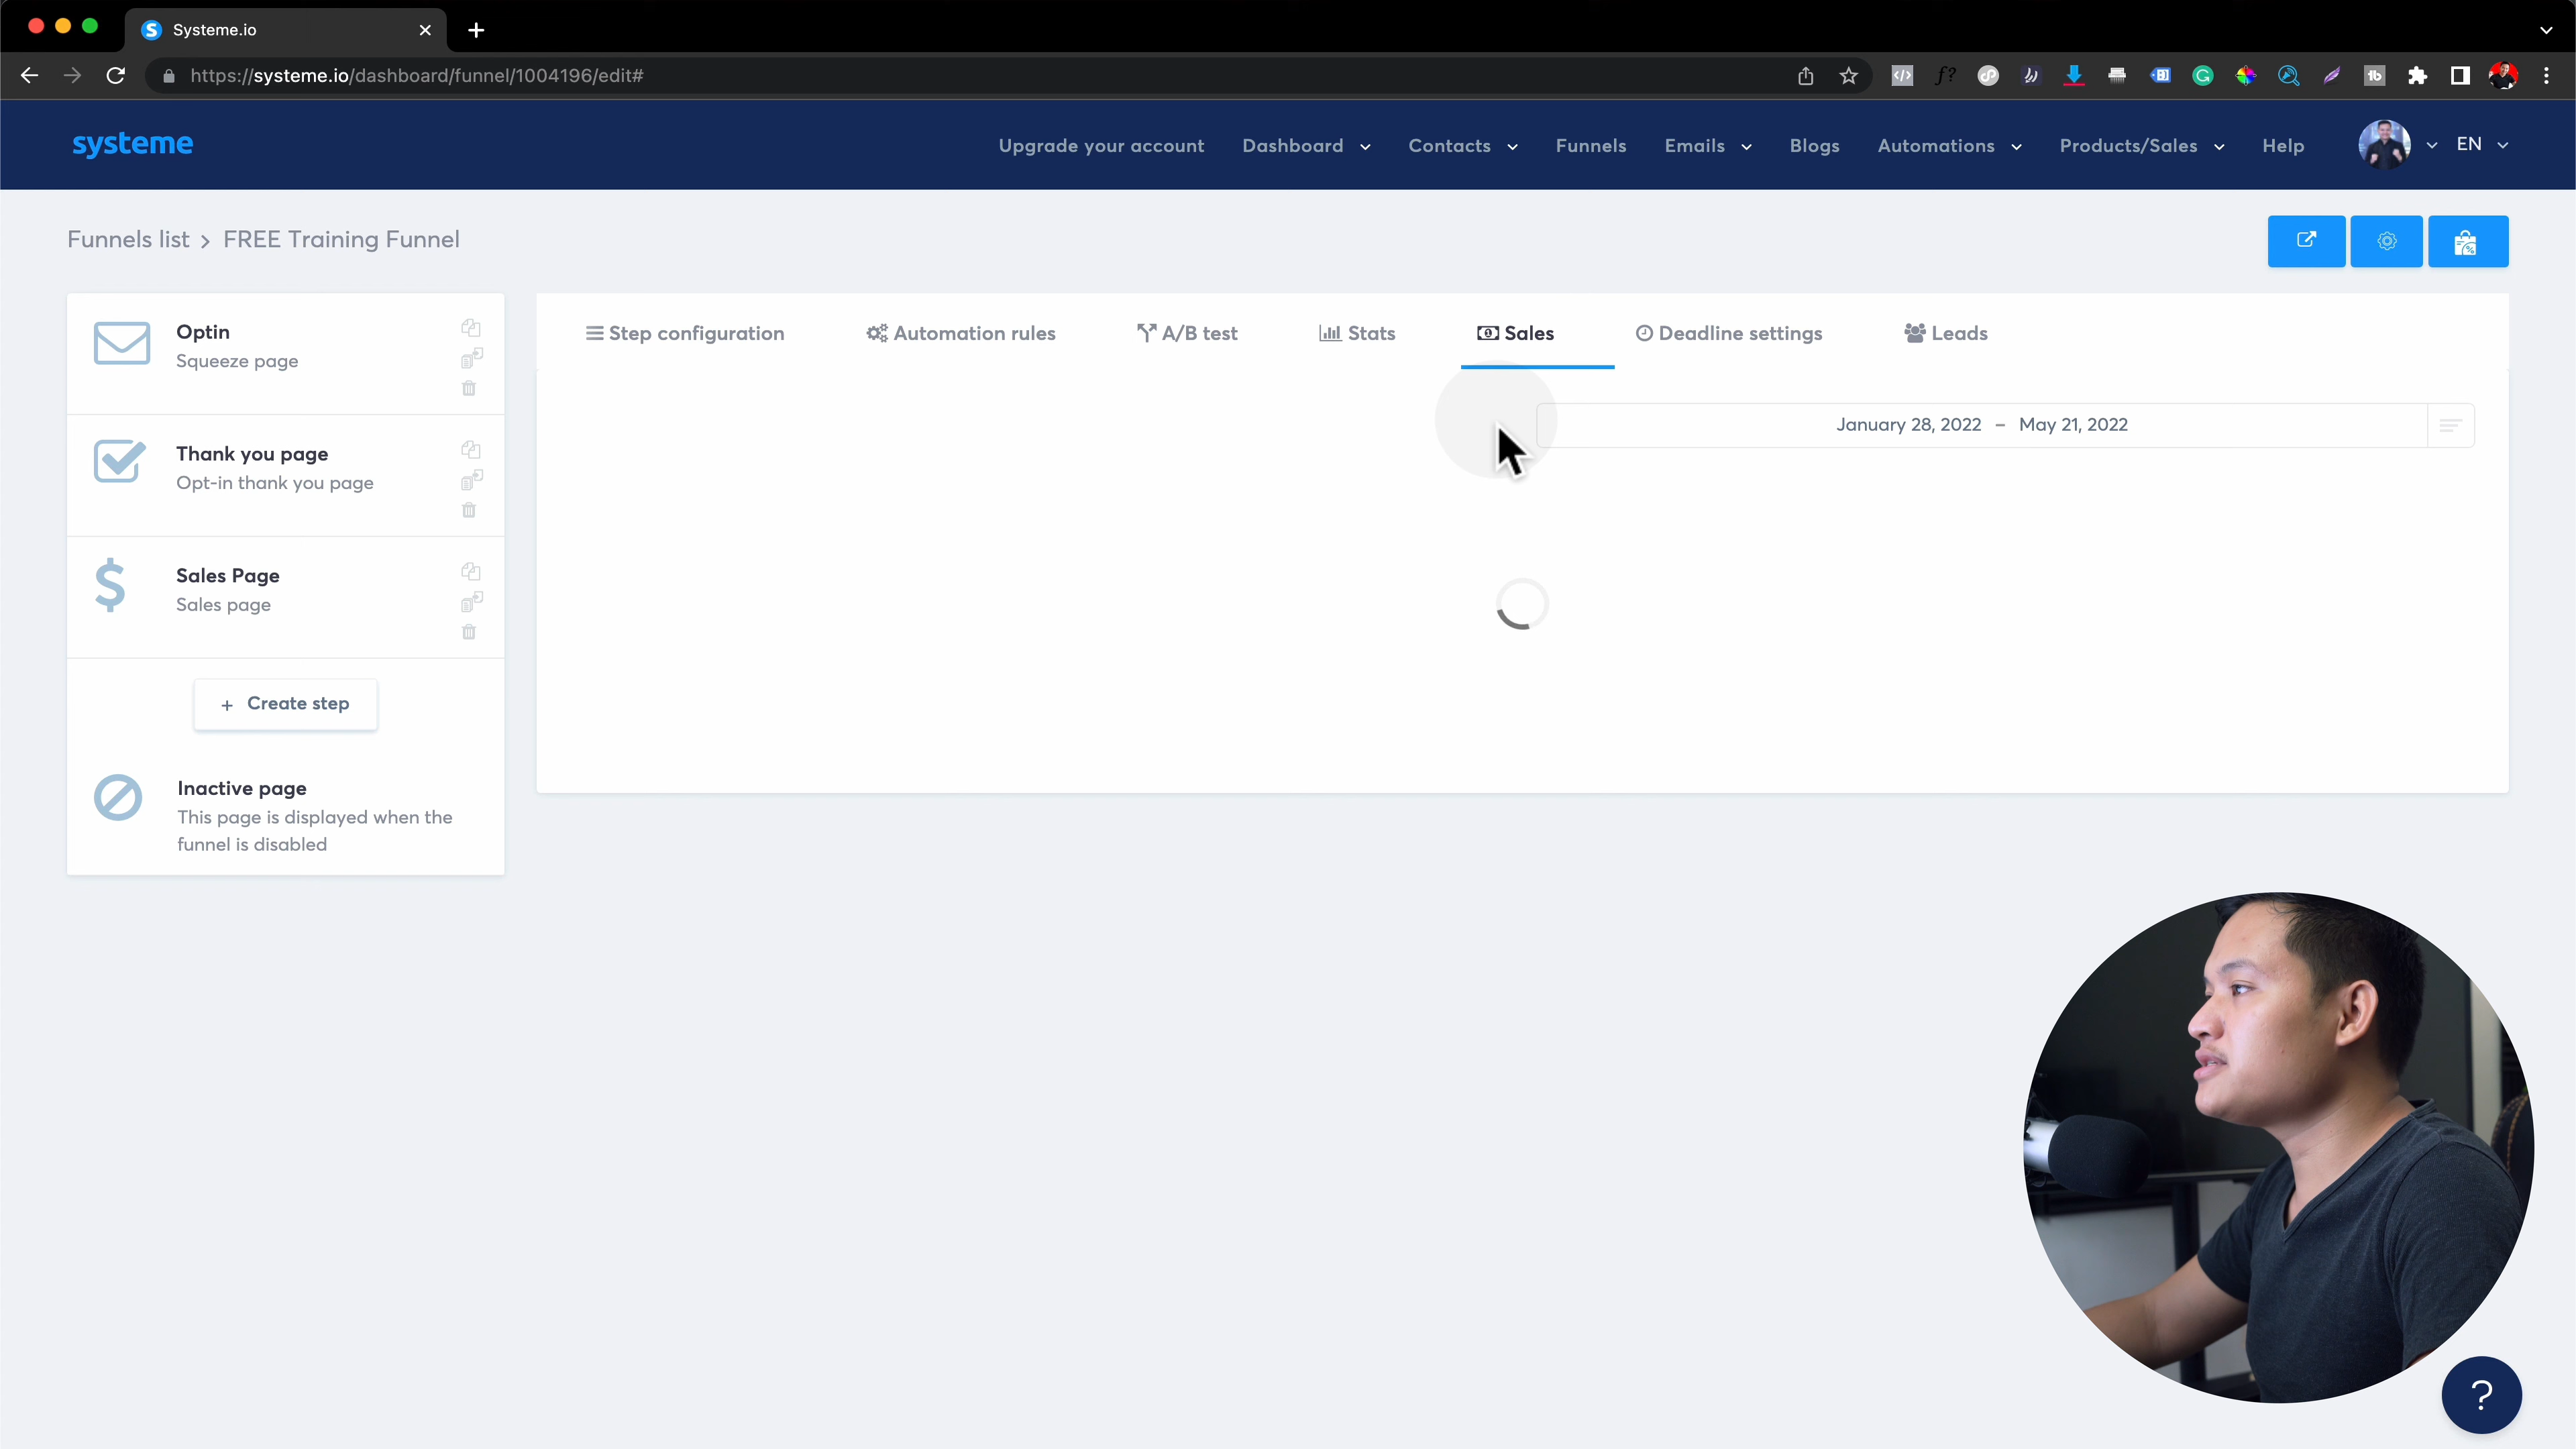 Systeme.io
https://systeme.io/dashboard/funnel/1004196/edit#
systeme
Upgrade your account
Dashboard
Contacts
Funnels
Emails
Blogs
Automations
Products/Sales
Help
EN
Funnels list > FREE Training Funnel
Optin
Squeeze page
Thank you page
Opt-in thank you page
Sales Page
Sales page
+ Create step
Inactive page
This page is displayed when the
funnel is disabled
Step configuration
Automation rules
A/B test
Stats
Sales
Deadline settings
Leads
January 28, 2022 – May 21, 2022
?